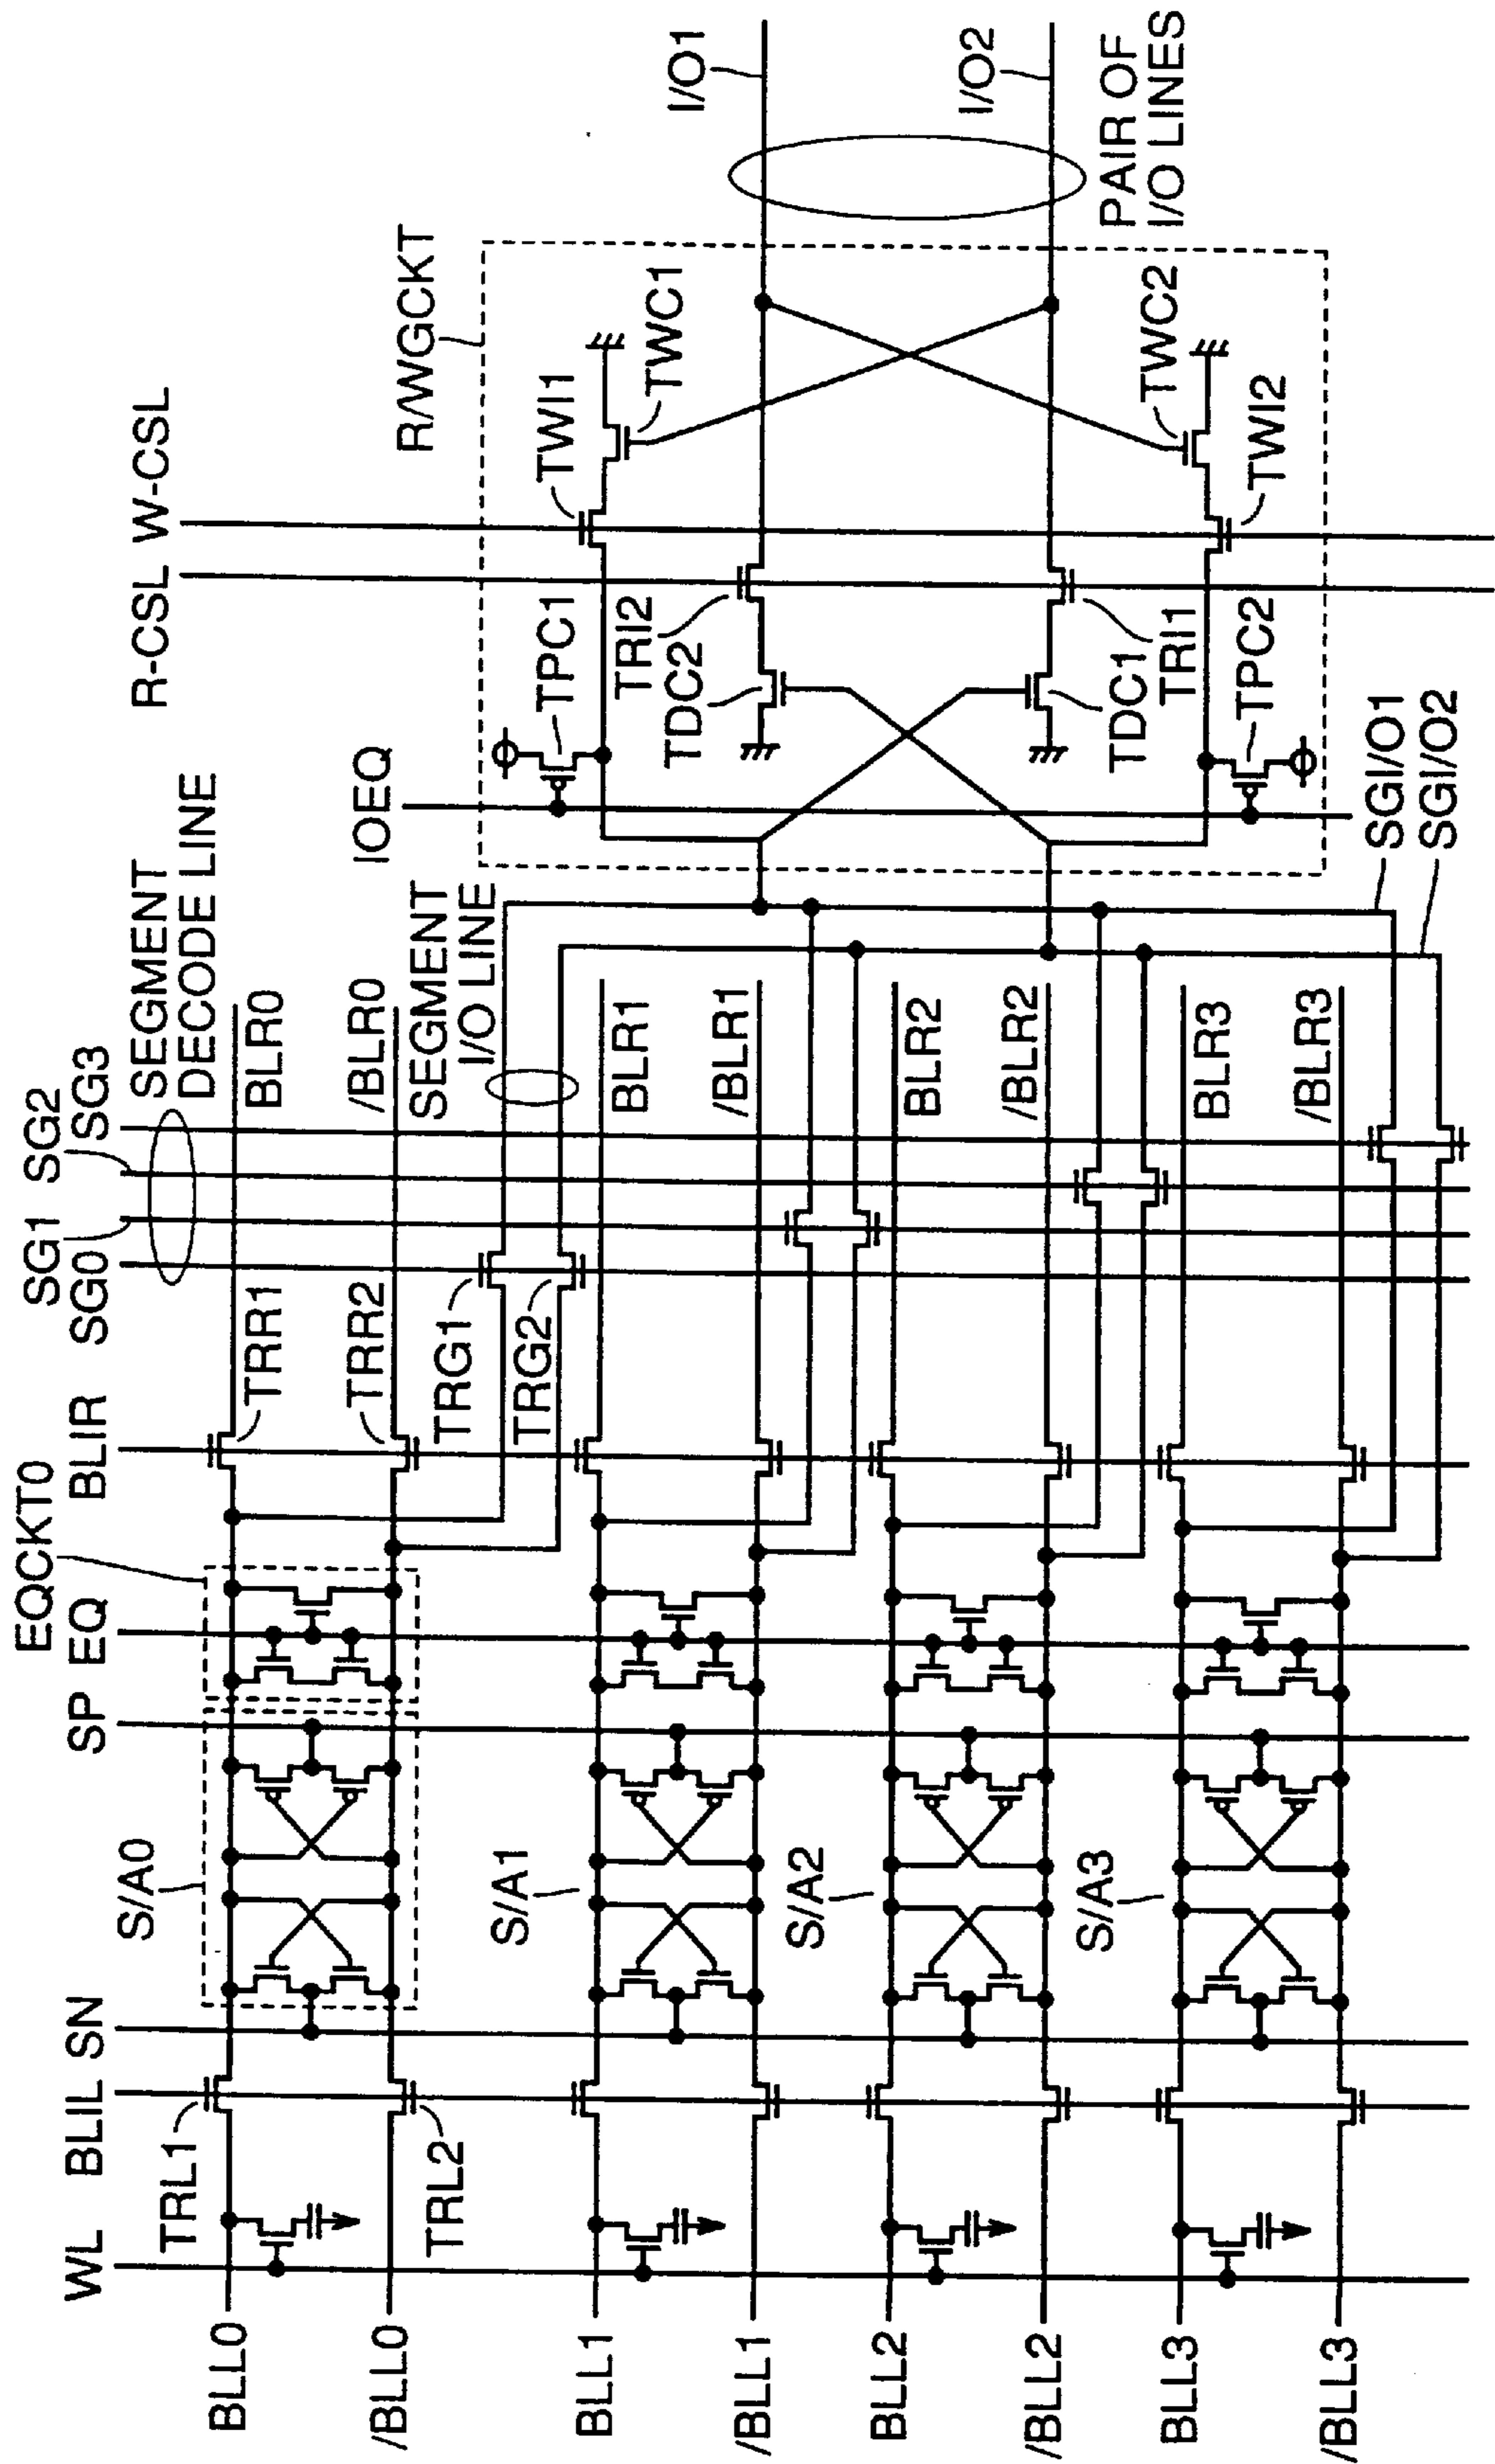 WL
BLIL
SN
SP
EQ
EQCKT0
BLIR
SG0
SG1
SG2
SG3
SEGMENT
DECODE LINE
IOEQ
R-CSL
W-CSL
R/WGCKT
TRL1
TRL2
S/A0
TRR1
TRR2
BLR0
/BLR0
BLL0
/BLL0
TRG1
TRG2
SEGMENT
I/O LINE
TPC1
TWI1
TWC1
TRI2
TDC2
I/O1
I/O2
PAIR OF
I/O LINES
BLL1
/BLL1
S/A1
BLR1
/BLR1
TDC1
TRI1
TPC2
TWC2
TWI2
BLL2
/BLL2
S/A2
BLR2
/BLR2
SGI/O1
SGI/O2
BLL3
/BLL3
S/A3
BLR3
/BLR3